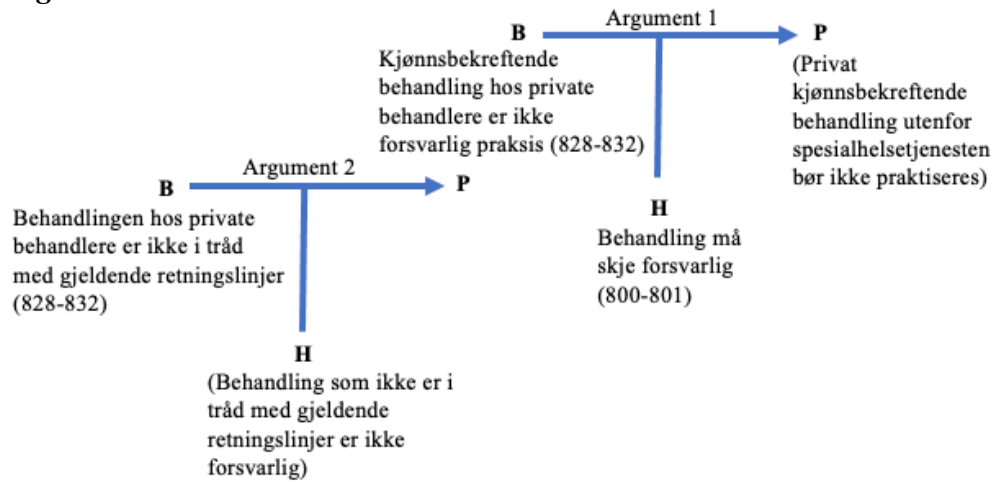 Argument 1
B
P
Kjønnsbekreftende
behandling hos private
behandlere er ikke
forsvarlig praksis (828-832)
(Privat
kjønnsbekreftende
behandling utenfor
spesialhelsetjenesten
bør ikke praktiseres)
H
Behandling må
skje forsvarlig
(800-801)
Argument 2
B
P
Behandlingen hos private
behandlere er ikke i tråd
med gjeldende retningslinjer
(828-832)
H
(Behandling som ikke er i
tråd med gjeldende
retningslinjer er ikke
forsvarlig)